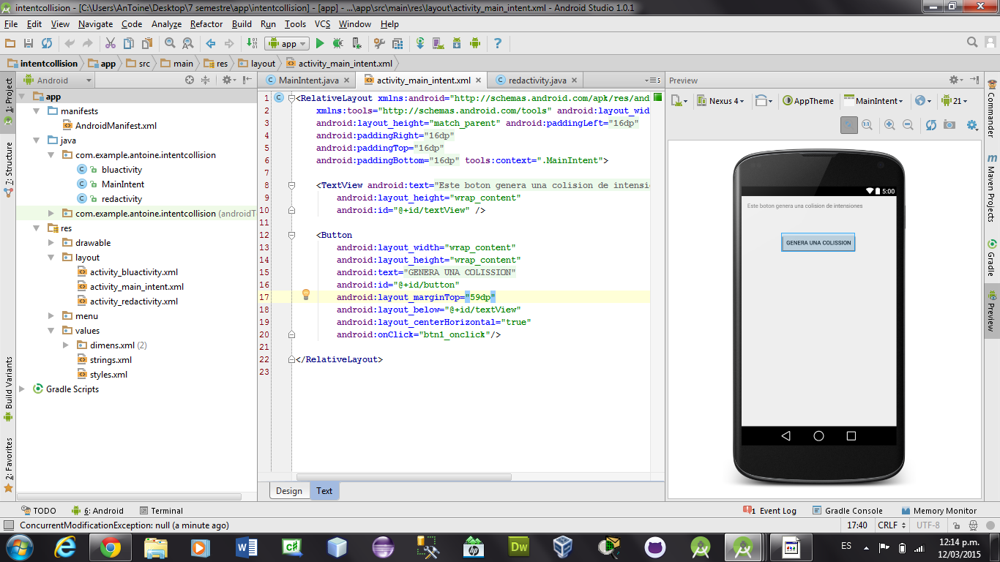 intentcollision - [C:\Users\AnToine\Desktop\7 semestre\app\intentcollision] - [app] - ...\app\src\main\res\layout\activity_main_intent.xml - Android Studio 1.0.1
File Edit View Navigate Code Analyze Refactor Build Run Tools VCS Window Help
app
intentcollision app src main res layout activity_main_intent.xml
Android
MainIntent.java activity_main_intent.xml redactivity.java
5
Preview
Nexus 4 AppTheme MainIntent 21
1: Project
7: Structure
Build Variants
2: Favorites
app
manifests
AndroidManifest.xml
java
com.example.antoine.intentcollision
bluactivity
MainIntent
redactivity
com.example.antoine.intentcollision (androidT
res
drawable
layout
activity_bluactivity.xml
activity_main_intent.xml
activity_redactivity.xml
menu
values
dimens.xml (2)
strings.xml
styles.xml
Gradle Scripts
1 <RelativeLayout xmlns:android="http://schemas.android.com/apk/res/and
2 xmlns:tools="http://schemas.android.com/tools" android:layout_wid
3 android:layout_height="match_parent" android:paddingLeft="16dp"
4 android:paddingRight="16dp"
5 android:paddingTop="16dp"
6 android:paddingBottom="16dp" tools:context=".MainIntent">
7
8 <TextView android:text="Este boton genera una colision de intensio
9 android:layout_height="wrap_content"
10 android:id="@+id/textView" />
11
12 <Button
13 android:layout_width="wrap_content"
14 android:layout_height="wrap_content"
15 android:text="GENERA UNA COLISSION"
16 android:id="@+id/button"
17 android:layout_marginTop="59dp"
18 android:layout_below="@+id/textView"
19 android:layout_centerHorizontal="true"
20 android:onClick="btn1_onclick"/>
21
22 </RelativeLayout>
23
Design Text
5:00
Este boton genera una colision de intensiones
GENERA UNA COLISSION
Commander
Maven Projects
Gradle
Preview
TODO 6: Android Terminal
1 Event Log Gradle Console Memory Monitor
ConcurrentModificationException: null (a minute ago)
17:40 CRLF UTF-8
W C# hp Dw
ES
12:14 p.m.
12/03/2015